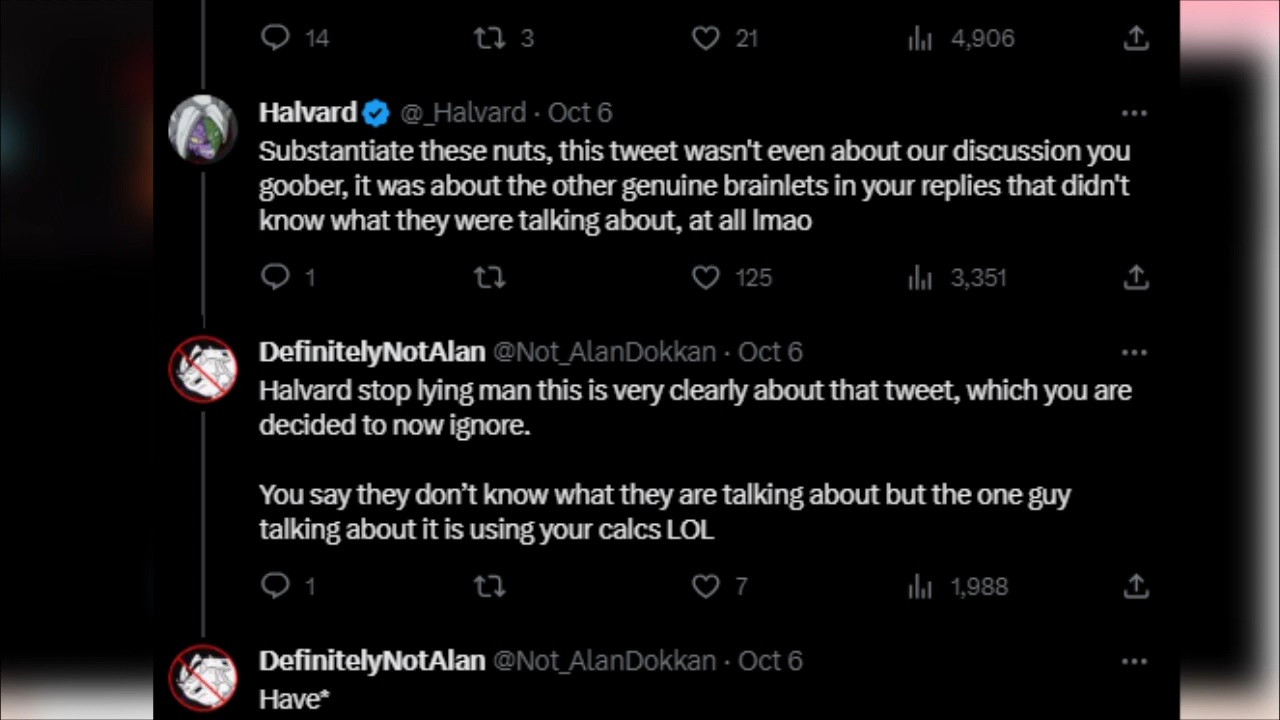 14 3 21 4,906
Halvard @_Halvard · Oct 6
Substantiate these nuts, this tweet wasn't even about our discussion you
goober, it was about the other genuine brainlets in your replies that didn't
know what they were talking about, at all lmao
1 125 3,351
DefinitelyNotAlan @Not_AlanDokkan · Oct 6
Halvard stop lying man this is very clearly about that tweet, which you are
decided to now ignore.
You say they don’t know what they are talking about but the one guy
talking about it is using your calcs LOL
1 7 1,988
DefinitelyNotAlan @Not_AlanDokkan · Oct 6
Have*